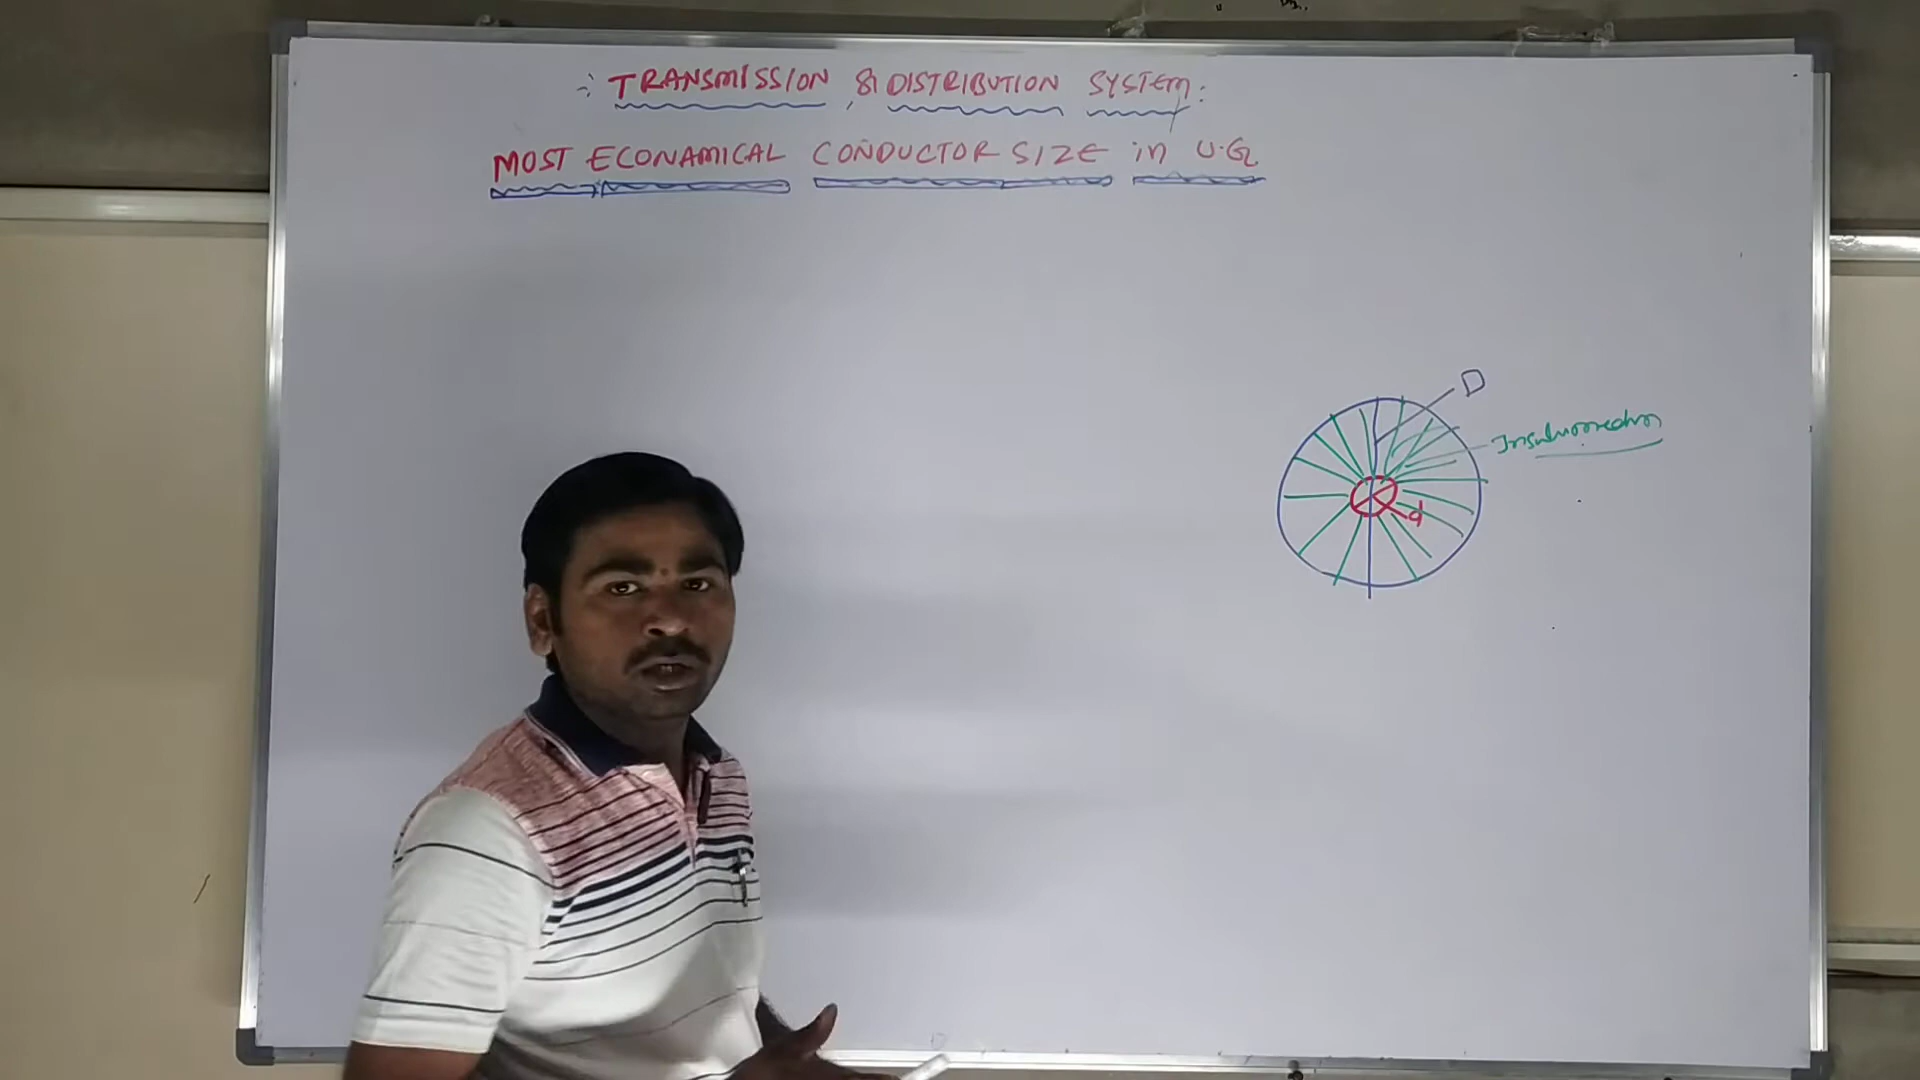 :- TRANSMISSION & DISTRIBUTION SYSTEM:
MOST ECONAMICAL CONDUCTOR SIZE in U.G
D
d